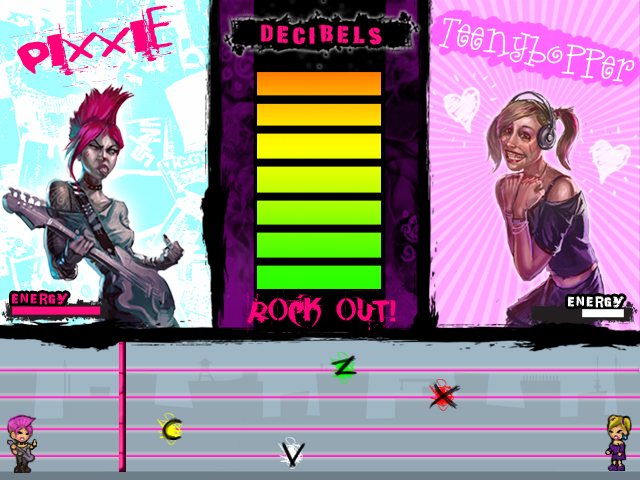 PIXXIE
DECIBELS
Teenybopper
ENERGY
ROCK OUT!
ENERGY
Z
X
C
V